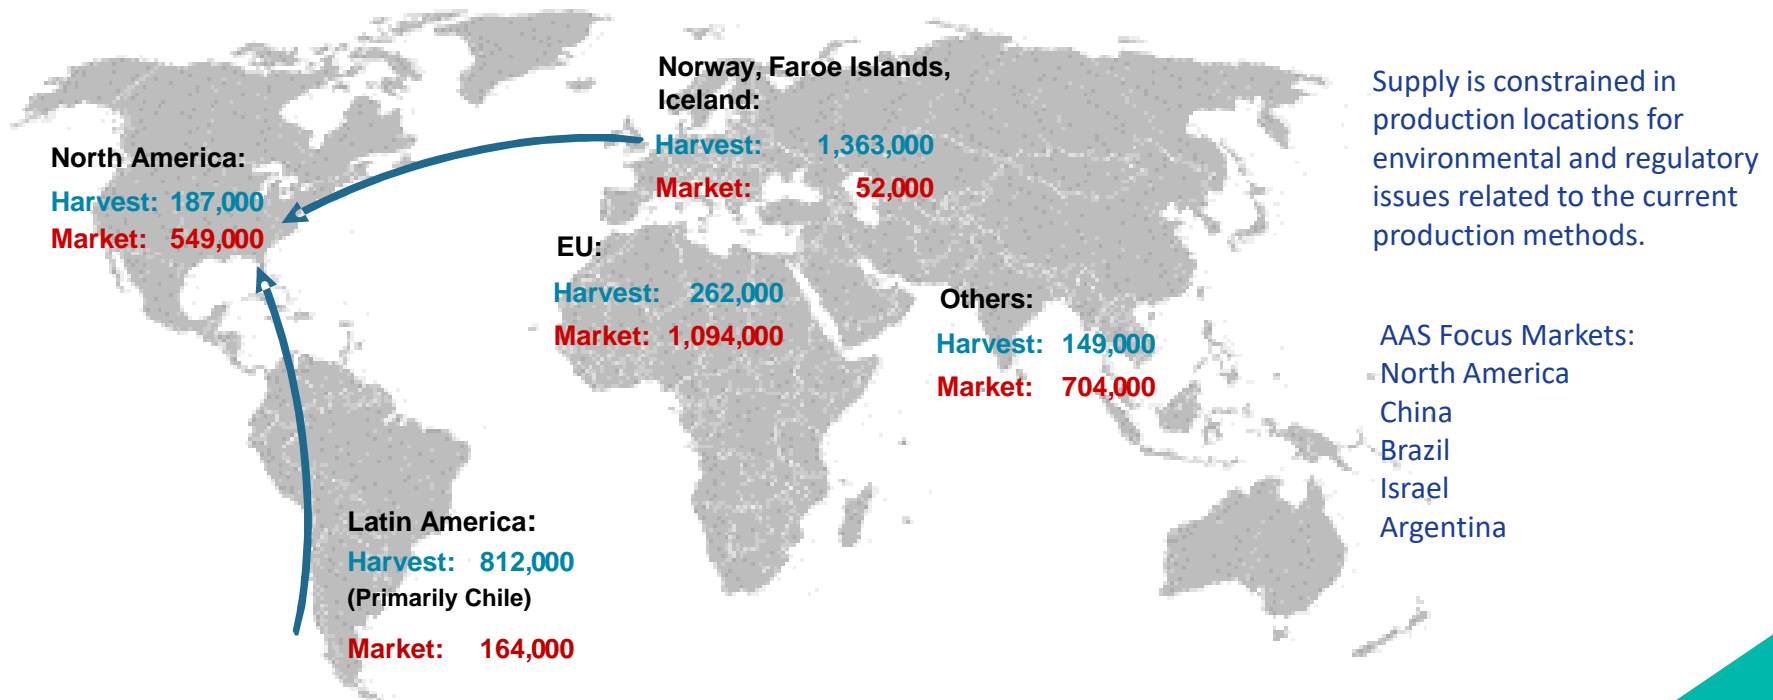 Norway, Faroe Islands,
Iceland:
Harvest: 1,363,000
Market: 52,000
North America:
Harvest: 187,000
Market: 549,000
EU:
Harvest: 262,000
Market: 1,094,000
Others:
Harvest: 149,000
Market: 704,000
Latin America:
Harvest: 812,000
(Primarily Chile)
Market: 164,000
Supply is constrained in
production locations for
environmental and regulatory
issues related to the current
production methods.
AAS Focus Markets:
North America
China
Brazil
Israel
Argentina